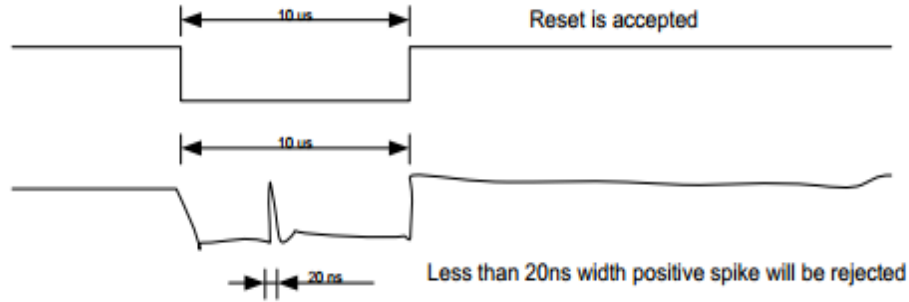 10 us
Reset is accepted
10 us
20 ns
Less than 20ns width positive spike will be rejected